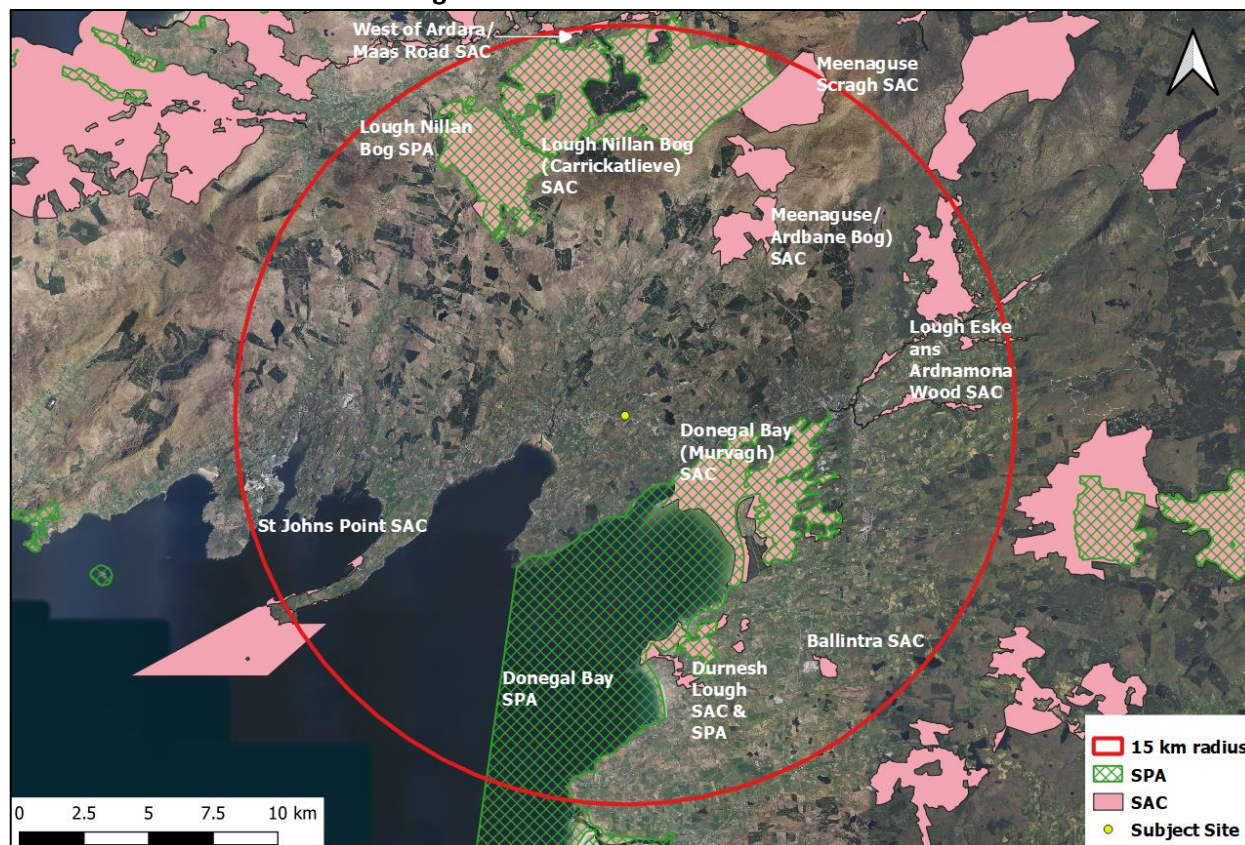 West of Ardara/
Maas Road SAC
Meenaguse
Scragh SAC
Lough Nillan
Bog SPA
Lough Nillan Bog
(Carrickatlieve)
SAC
Meenaguse/
Ardbane Bog)
SAC
Lough Eske
ans
Ardnamona
Wood SAC
Donegal Bay
(Murvagh)
SAC
St Johns Point SAC
Ballintra SAC
Donegal Bay
SPA
Durnesh
Lough
SAC &
SPA
15 km radius
SPA
SAC
Subject Site
0 2.5 5 7.5 10 km